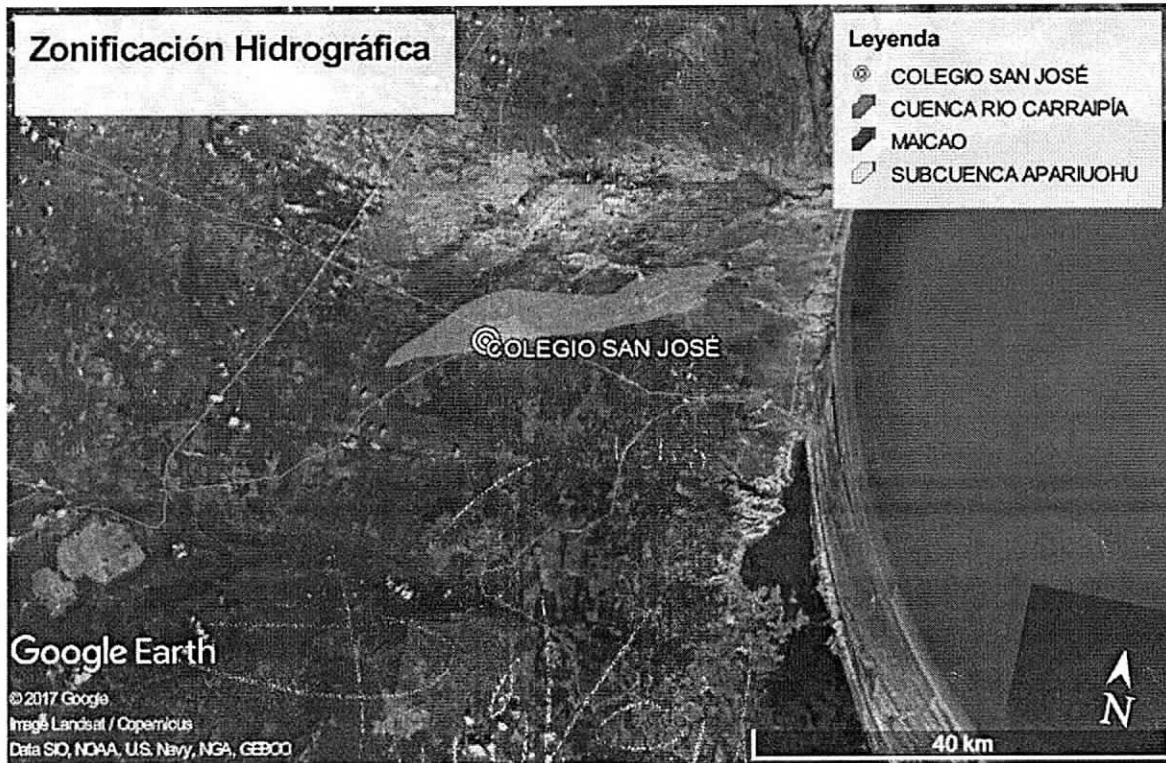 Zonificación Hidrográfica
Leyenda
COLEGIO SAN JOSÉ
CUENCA RIO CARRAIPÍA
MAICAO
SUBCUENCA APARIUOHU
COLEGIO SAN JOSÉ
Google Earth
© 2017 Google
Image Landsat / Copernicus
Data SIO, NOAA, U.S. Navy, NGA, GEBCO
N
40 km